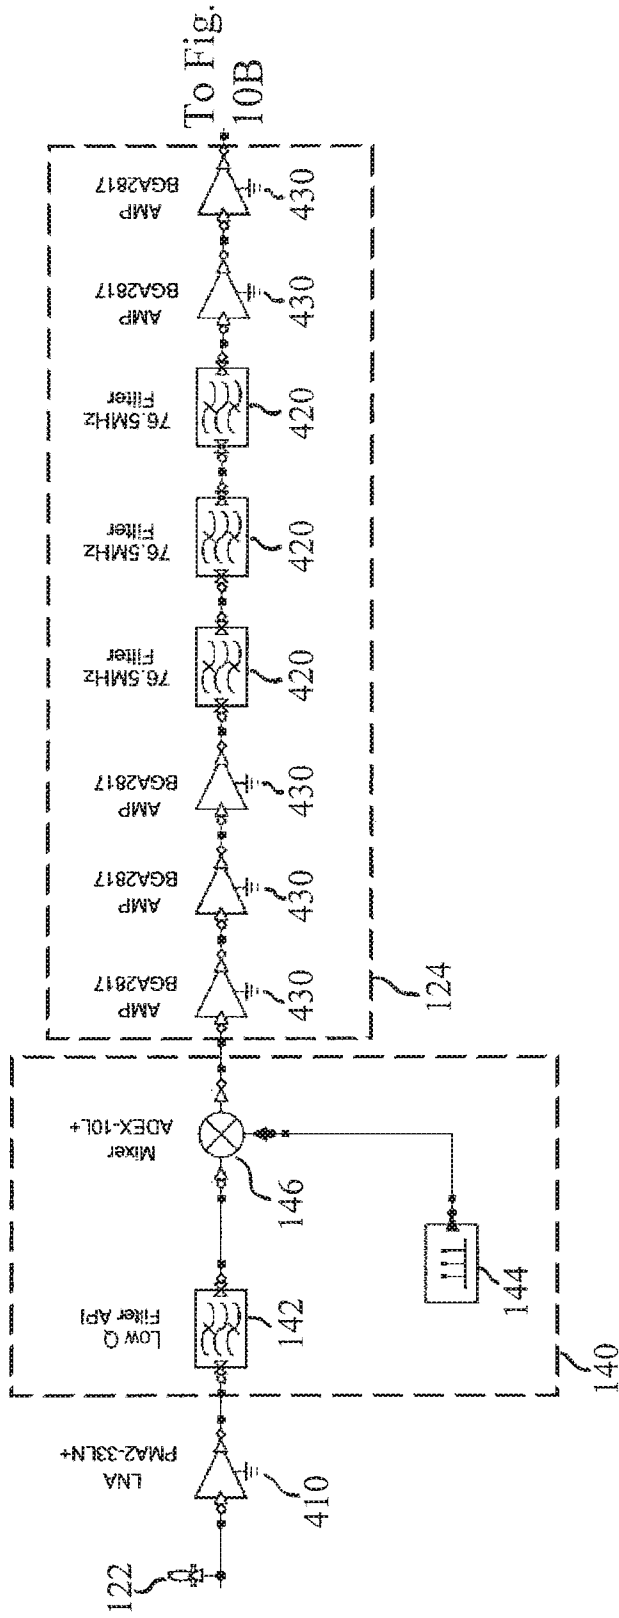 To Fig.
10B
122
LNA
PMA2-33LN+
410
Low Q
Filter API
142
Mixer
ADEX-10L+
146
144
140
AMP
BGA2817
430
AMP
BGA2817
430
AMP
BGA2817
430
76.5MHz
Filter
420
76.5MHz
Filter
420
76.5MHz
Filter
420
AMP
BGA2817
430
AMP
BGA2817
430
124